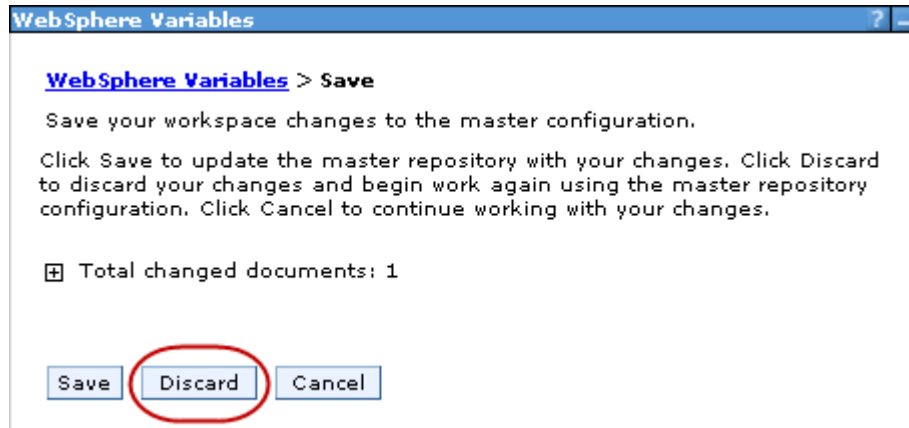 WebSphere Variables ? –
WebSphere Variables > Save
Save your workspace changes to the master configuration.
Click Save to update the master repository with your changes. Click Discard
to discard your changes and begin work again using the master repository
configuration. Click Cancel to continue working with your changes.
+ Total changed documents: 1
Save Discard Cancel